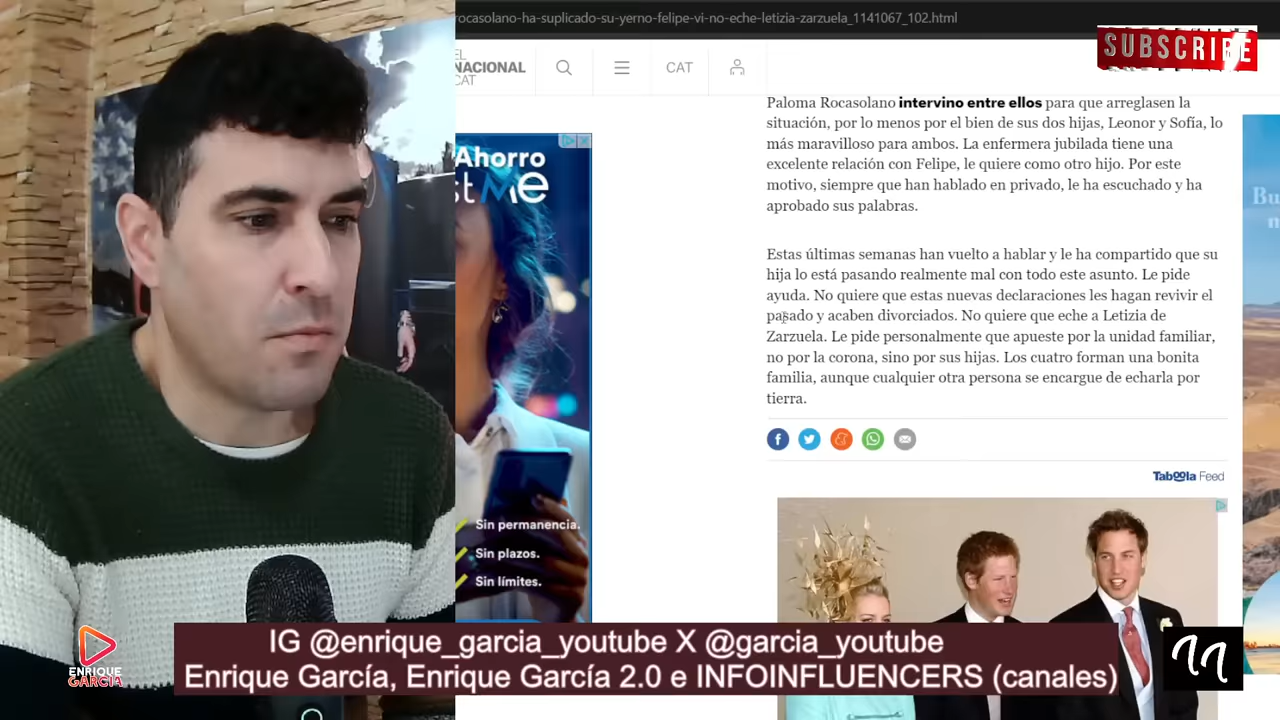 rocasolano-ha-suplicado-su-yerno-felipe-vi-no-eche-letizia-zarzuela_1141067_102.html
SUBSCRIBE
EL
NACIONAL
CAT
CAT
Paloma Rocasolano intervino entre ellos para que arreglasen la
situación, por lo menos por el bien de sus dos hijas, Leonor y Sofía, lo
más maravilloso para ambos. La enfermera jubilada tiene una
excelente relación con Felipe, le quiere como otro hijo. Por este
motivo, siempre que han hablado en privado, le ha escuchado y ha
aprobado sus palabras.
Estas últimas semanas han vuelto a hablar y le ha compartido que su
hija lo está pasando realmente mal con todo este asunto. Le pide
ayuda. No quiere que estas nuevas declaraciones les hagan revivir el
pasado y acaben divorciados. No quiere que eche a Letizia de
Zarzuela. Le pide personalmente que apueste por la unidad familiar,
no por la corona, sino por sus hijas. Los cuatro forman una bonita
familia, aunque cualquier otra persona se encargue de echarla por
tierra.
Taboola Feed
Ahorro
st Me
Sin permanencia.
Sin plazos.
Sin límites.
Bu
IG @enrique_garcia_youtube X @garcia_youtube
Enrique García, Enrique García 2.0 e INFOINFLUENCERS (canales)
ENRIQUE
GARCÍA